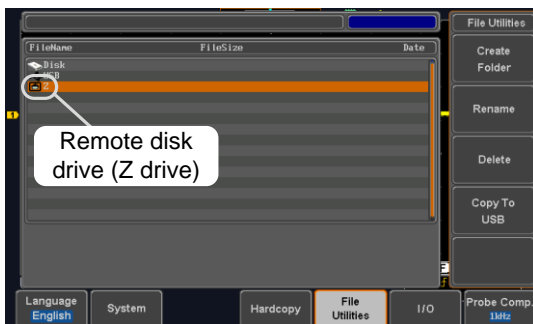 File Utilities
FileName FileSize Date
Disk
USB
Z
Create
Folder
Rename
Delete
Copy To
USB
1
Remote disk
drive (Z drive)
F
Language
English
System
Hardcopy
File
Utilities
I/O
Probe Comp.
1kHz